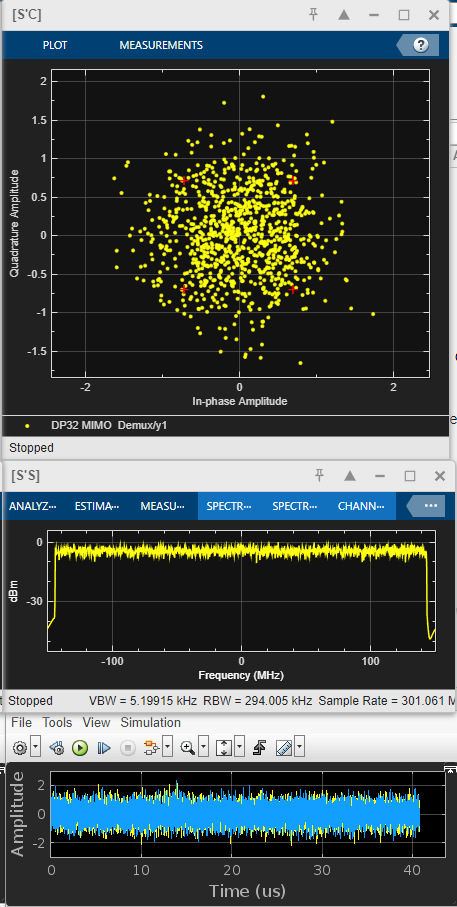 [S'C]
PLOT MEASUREMENTS ?
2
1.5
1
0.5
0
-0.5
-1
-1.5
Quadrature Amplitude
-2 0 2
In-phase Amplitude
DP32 MIMO Demux/y1
Stopped
[S'S]
ANALYZ··· ESTIMA··· MEASU··· SPECTR··· SPECTR··· CHANN··· ···
0
-30
dBm
-100 0 100
Frequency (MHz)
Stopped VBW = 5.19915 kHz RBW = 294.005 kHz Sample Rate = 301.061 M
File Tools View Simulation
2
0
-2
Amplitude
0 10 20 30 40
Time (us)